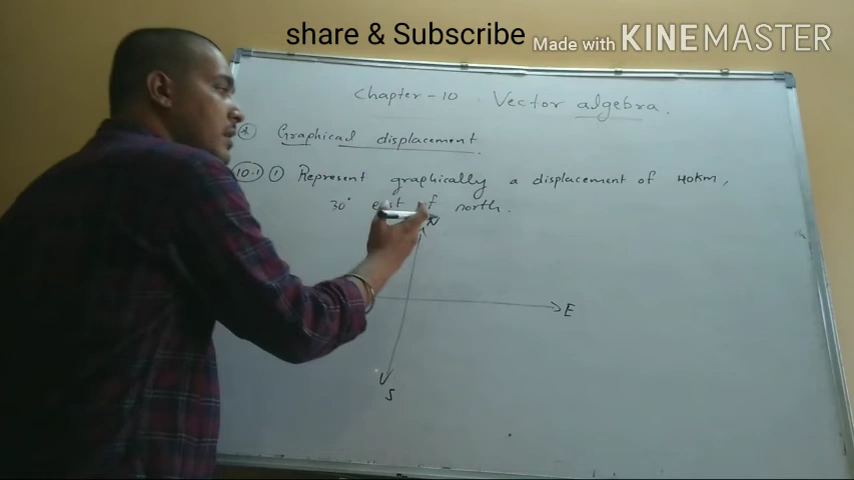 share & Subscribe
Made with KINEMASTER
Chapter - 10 Vector algebra.
* Graphical displacement
10.1 1 Represent graphically a displacement of 40km,
30° east of north.
N
E
S